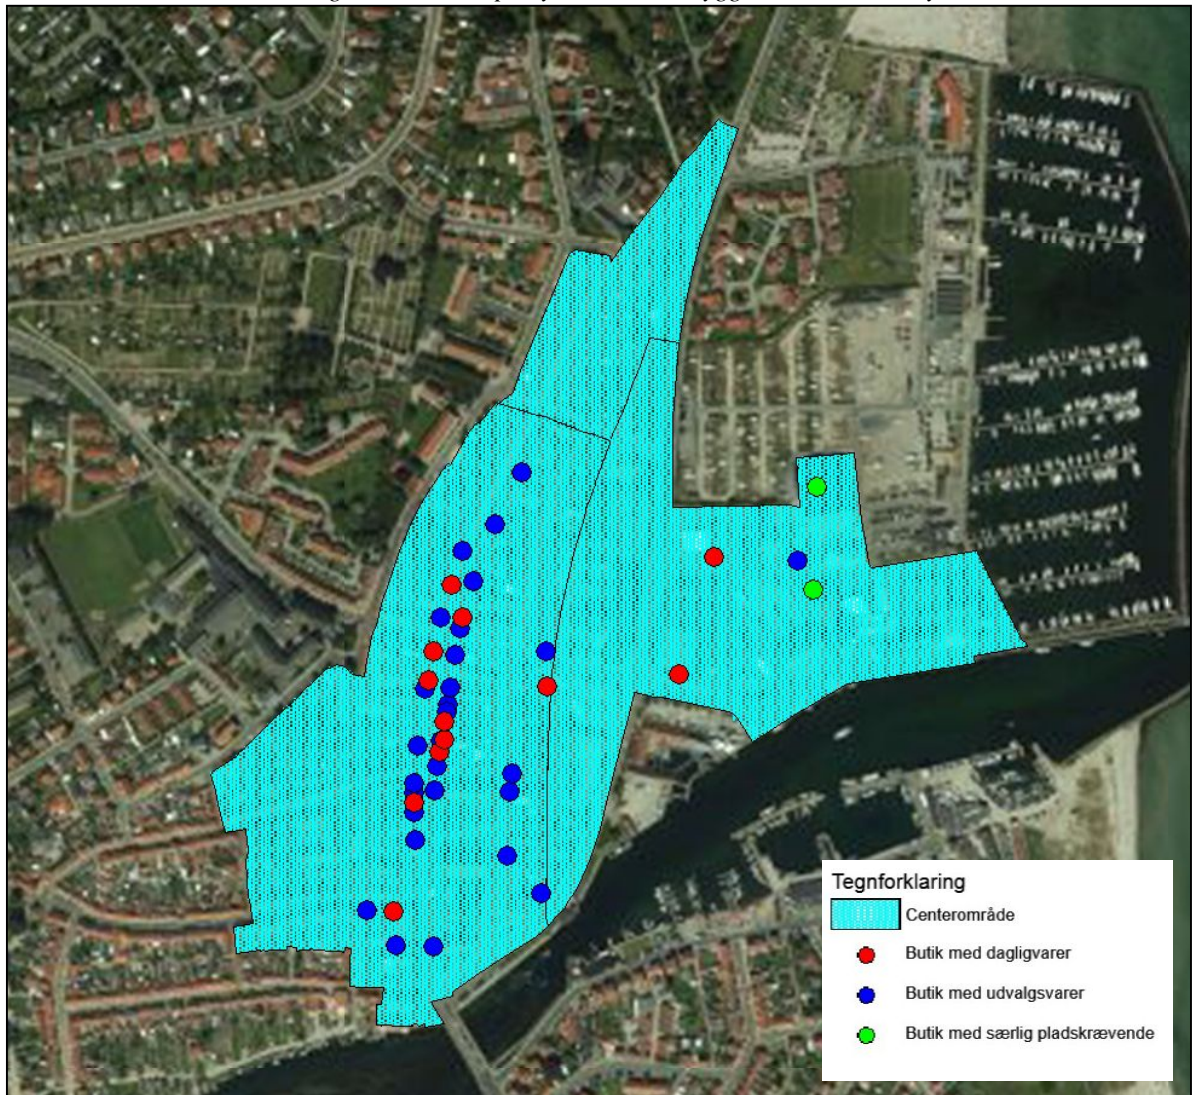 Tegnforklaring
Centerområde
Butik med dagligvarer
Butik med udvalgsvarer
Butik med særlig pladskrævende